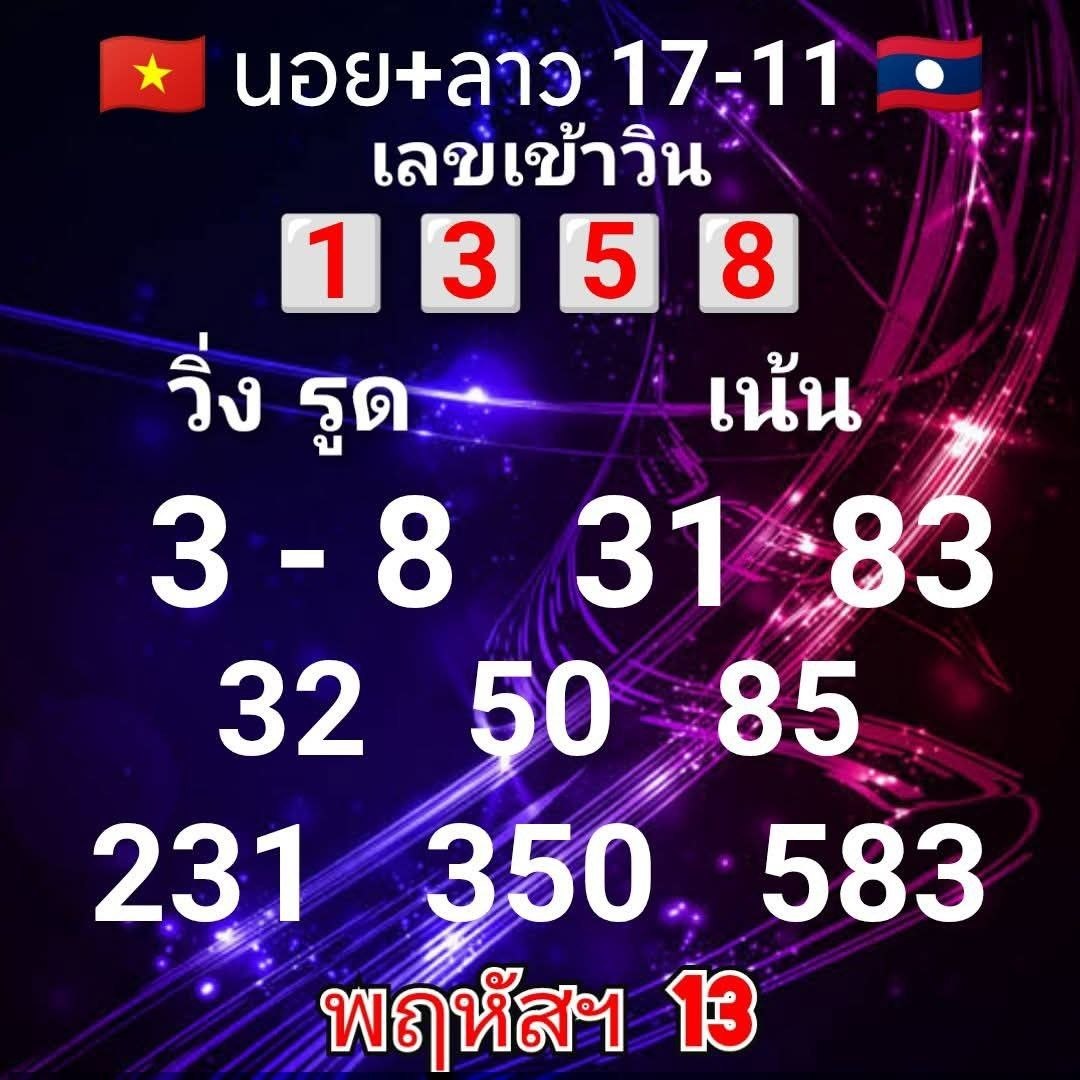 🇻🇳 นอย+ลาว 17-11 🇱🇦
เลขเข้าวิน
1 3 5 8
วิ่ง รูด เน้น
3 - 8 31 83
32 50 85
231 350 583
พฤหัสฯ 13